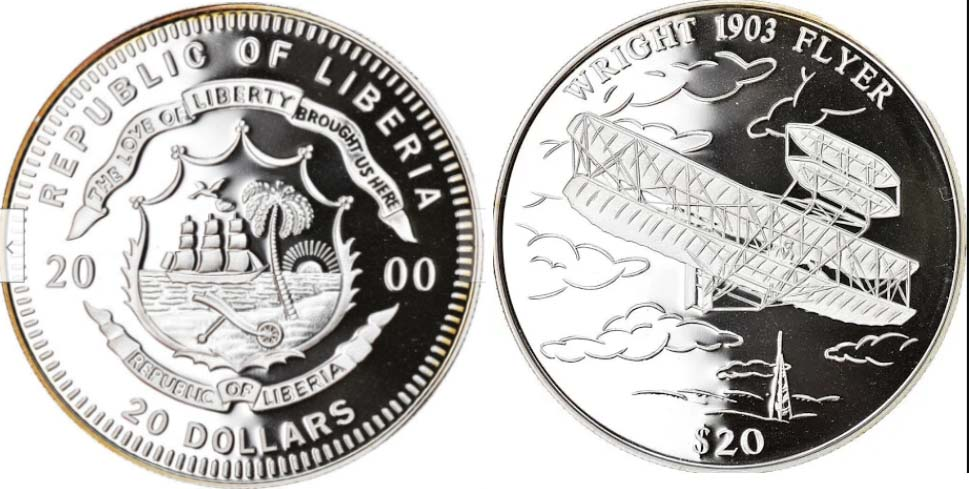 REPUBLIC OF LIBERIA
THE LOVE OF LIBERTY BROUGHT US HERE
20 00
REPUBLIC OF LIBERIA
20 DOLLARS
WRIGHT 1903 FLYER
$20